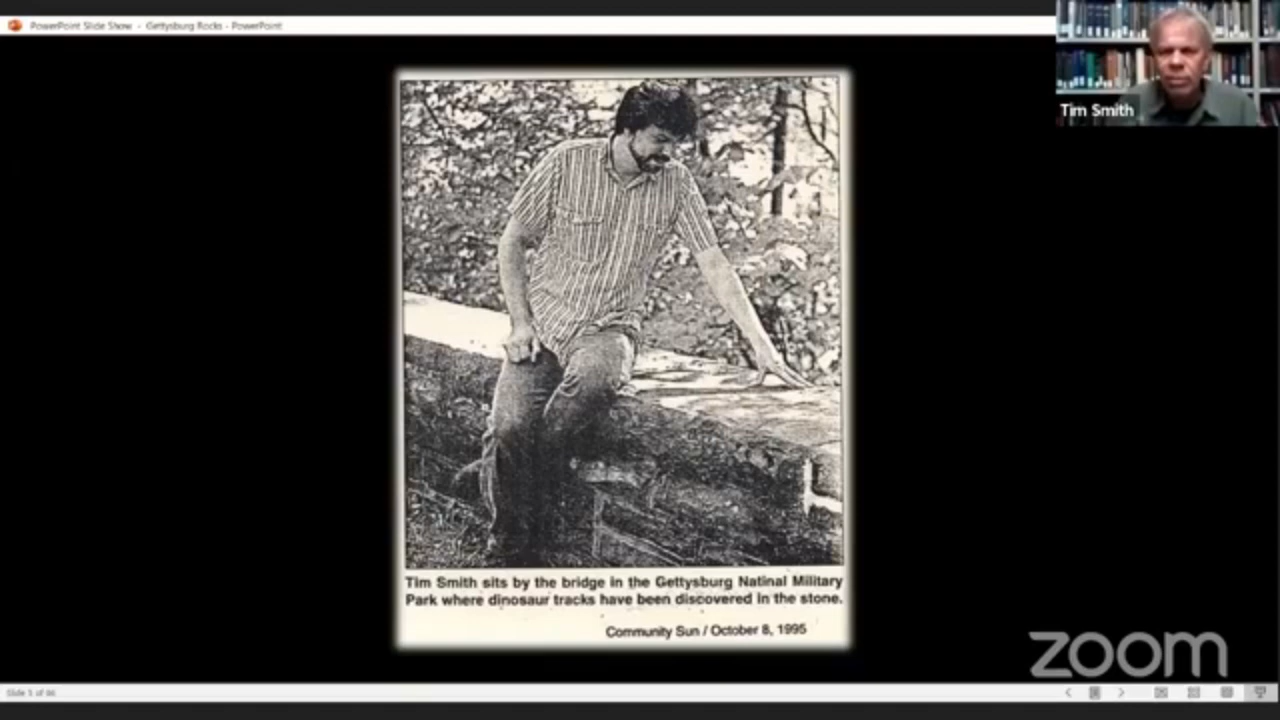 PowerPoint Slide Show - Gettysburg Rocks - PowerPoint
Tim Smith
Tim Smith sits by the bridge in the Gettysburg Natinal Military
Park where dinosaur tracks have been discovered in the stone.
Community Sun / October 8, 1995
zoom